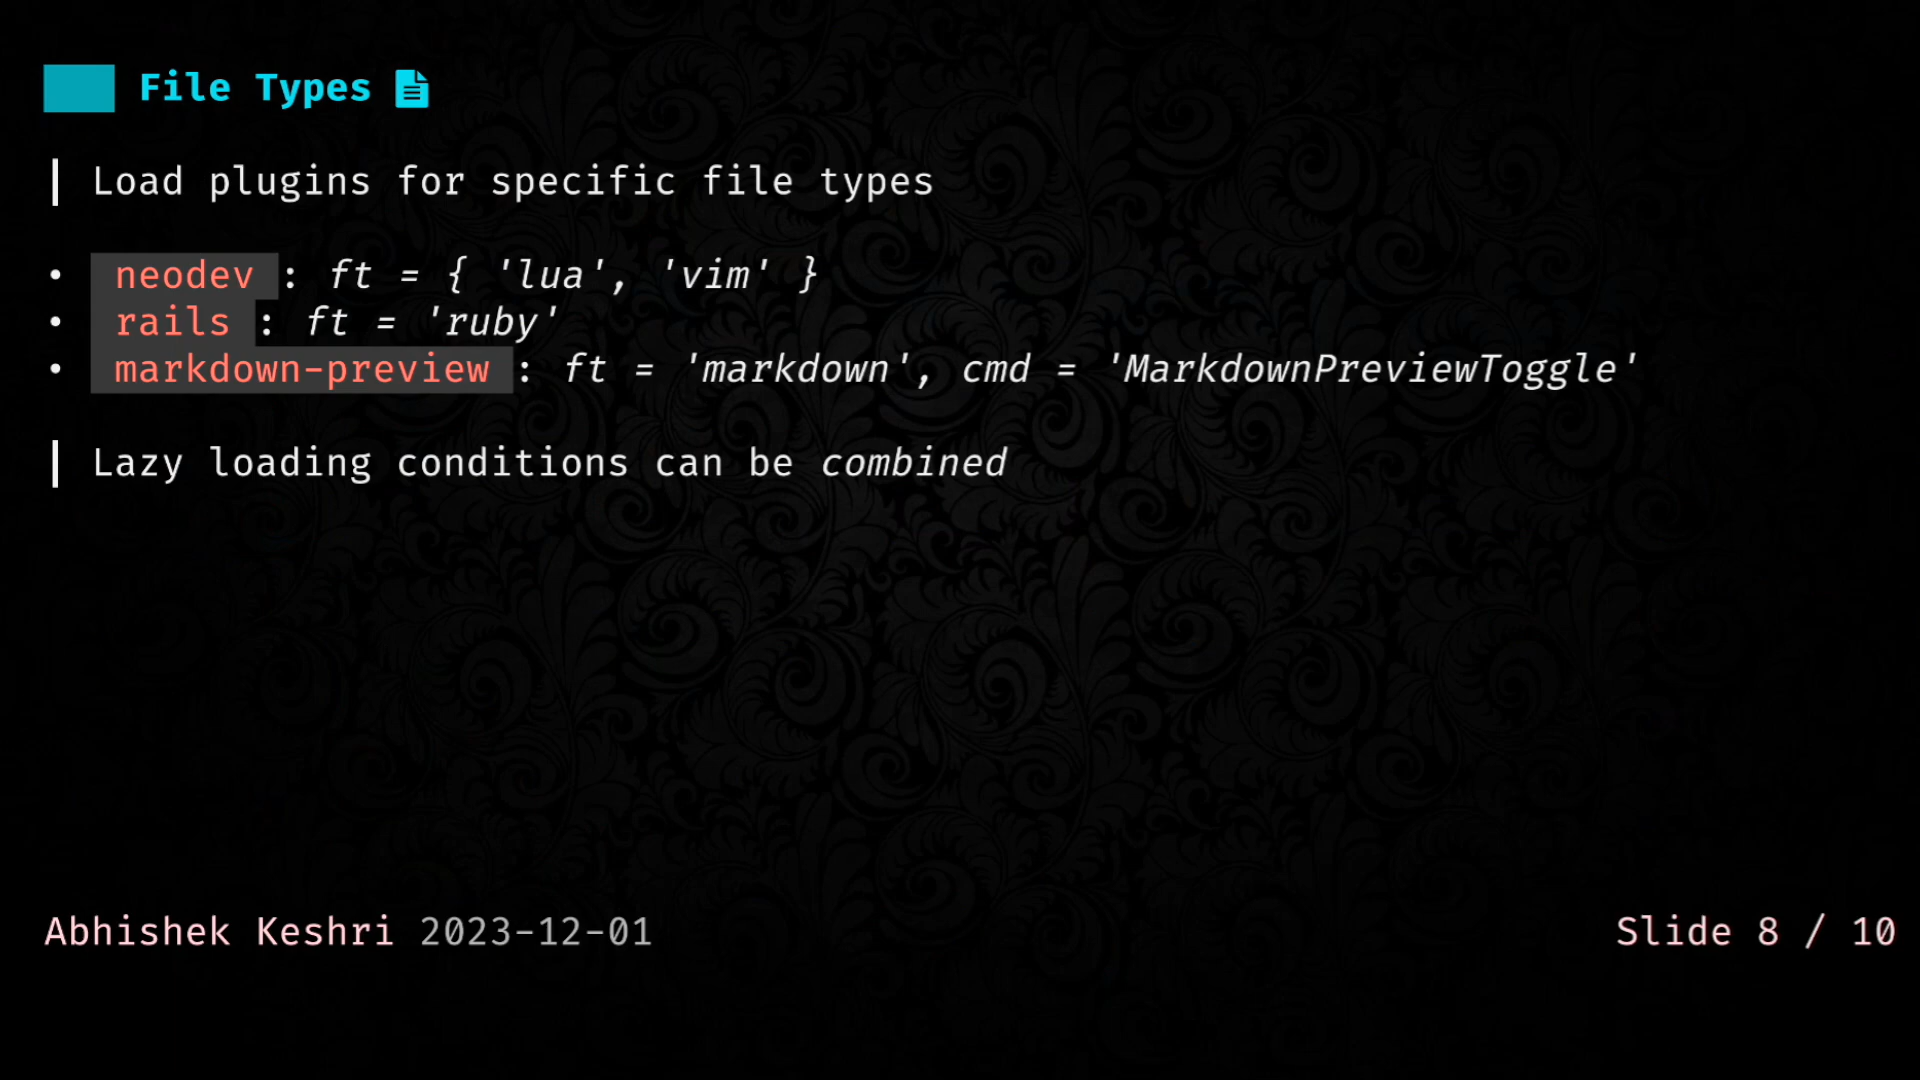 File Types
Load plugins for specific file types
• neodev : ft = { 'lua', 'vim' }
• rails : ft = 'ruby'
• markdown-preview : ft = 'markdown', cmd = 'MarkdownPreviewToggle'
Lazy loading conditions can be combined
Abhishek Keshri 2023-12-01
Slide 8 / 10